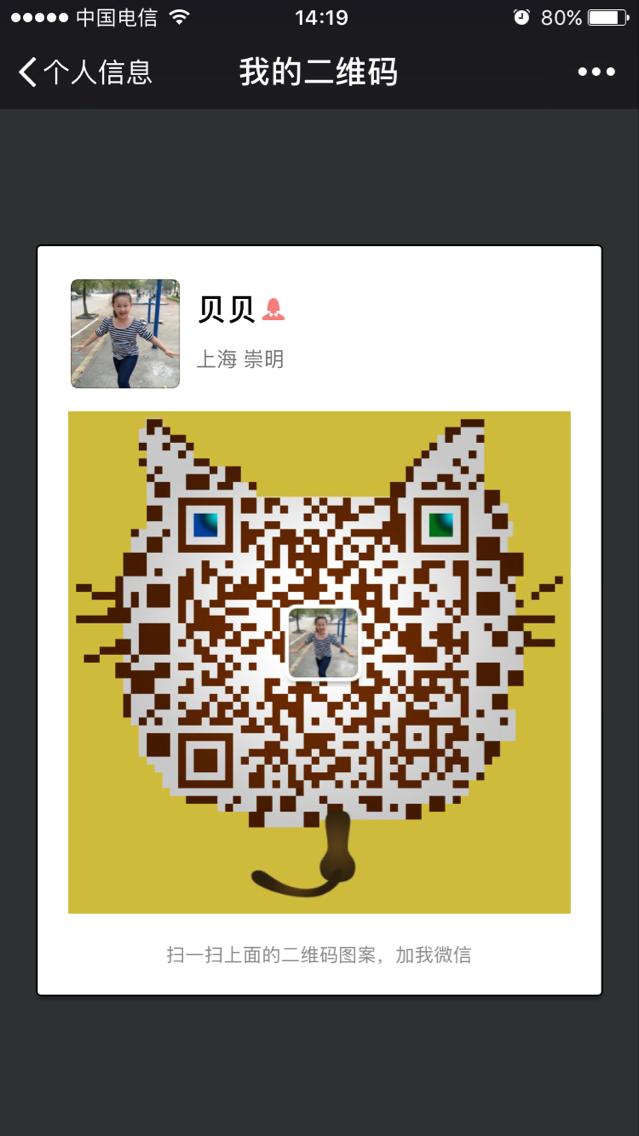 中国电信 14:19 80%
个人信息 我的二维码
贝贝
上海 崇明
扫一扫上面的二维码图案，加我微信